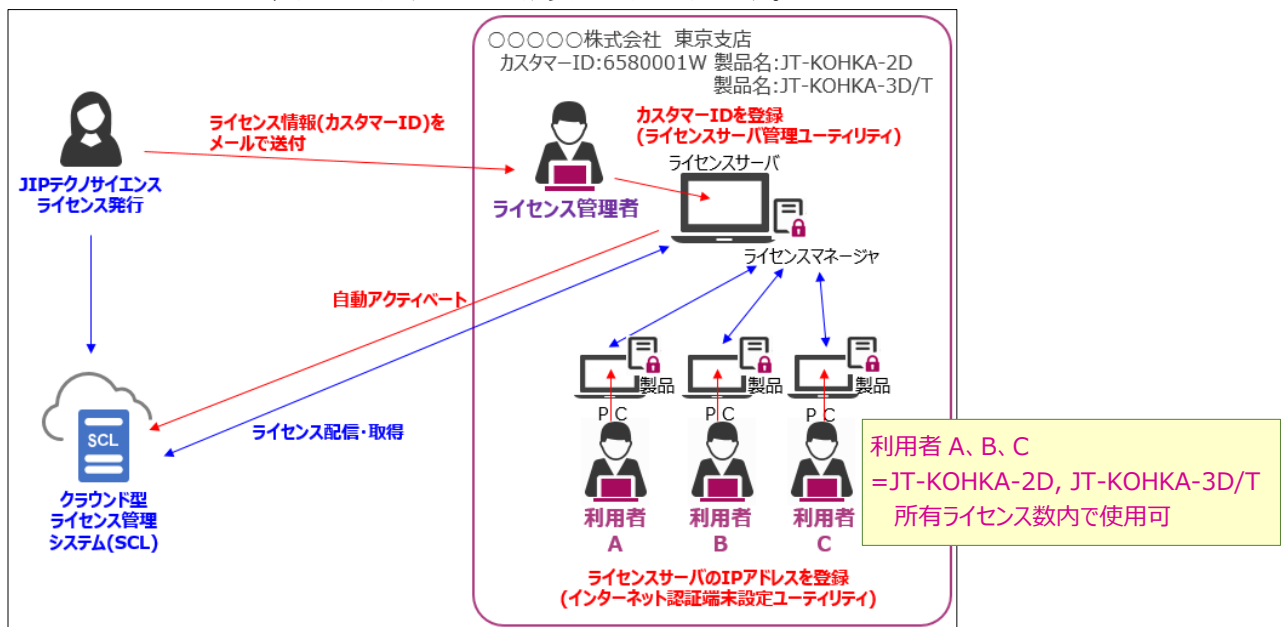 ○○○○○株式会社 東京支店
カスタマーID:6580001W 製品名:JT-KOHKA-2D
製品名:JT-KOHKA-3D/T
ライセンス情報(カスタマーID)を
メールで送付
カスタマーIDを登録
(ライセンスサーバ管理ユーティリティ)
ライセンスサーバ
JIPテクノサイエンス
ライセンス発行
ライセンス管理者
ライセンスマネージャ
自動アクティベート
製品
製品
製品
PC
PC
PC
SCL
ライセンス配信・取得
クラウンド型
ライセンス管理
システム(SCL)
利用者
A
利用者
B
利用者
C
利用者 A、B、C
=JT-KOHKA-2D, JT-KOHKA-3D/T
所有ライセンス数内で使用可
ライセンスサーバのIPアドレスを登録
(インターネット認証端末設定ユーティリティ)